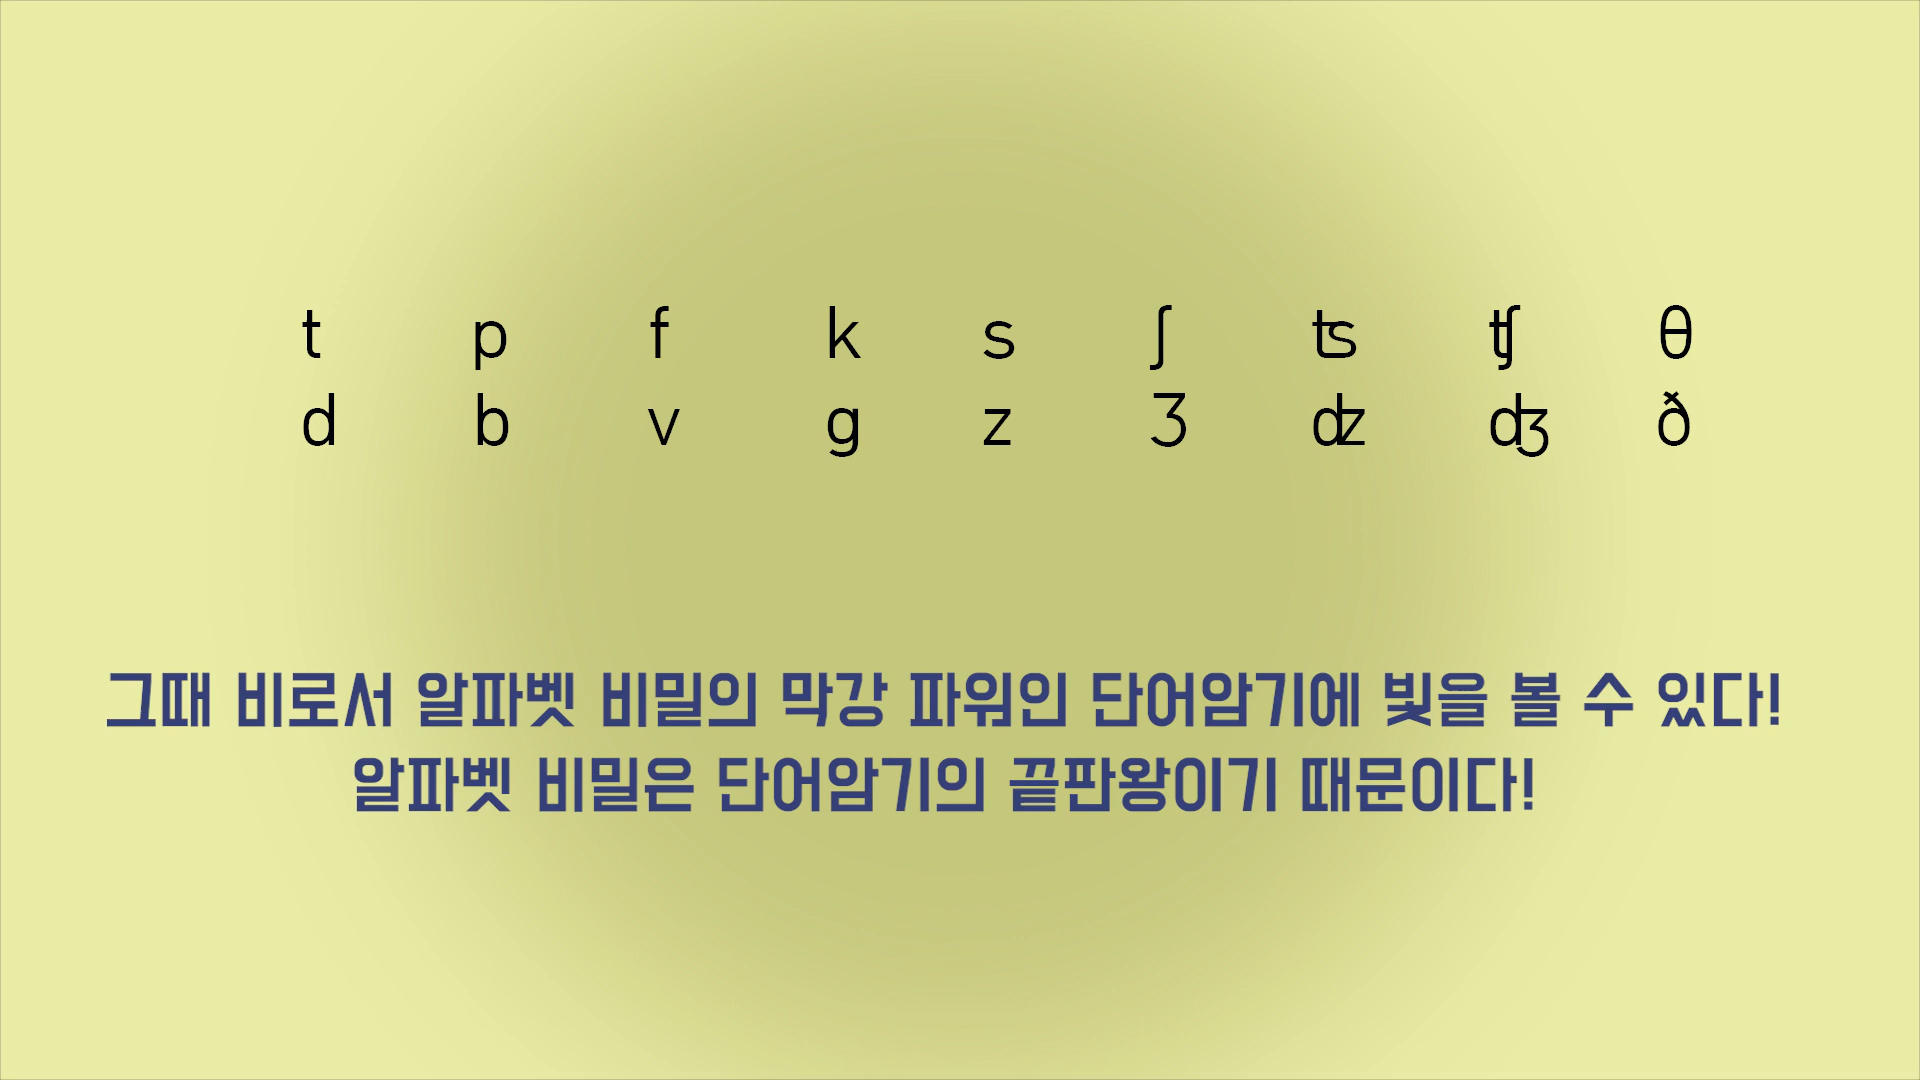 t p f k s ʃ ʦ ʧ θ
d b v g z ʒ ʣ ʤ ð
그때 비로서 알파벳 비밀의 막강 파워인 단어암기에 빛을 볼 수 있다!
알파벳 비밀은 단어암기의 끝판왕이기 때문이다!